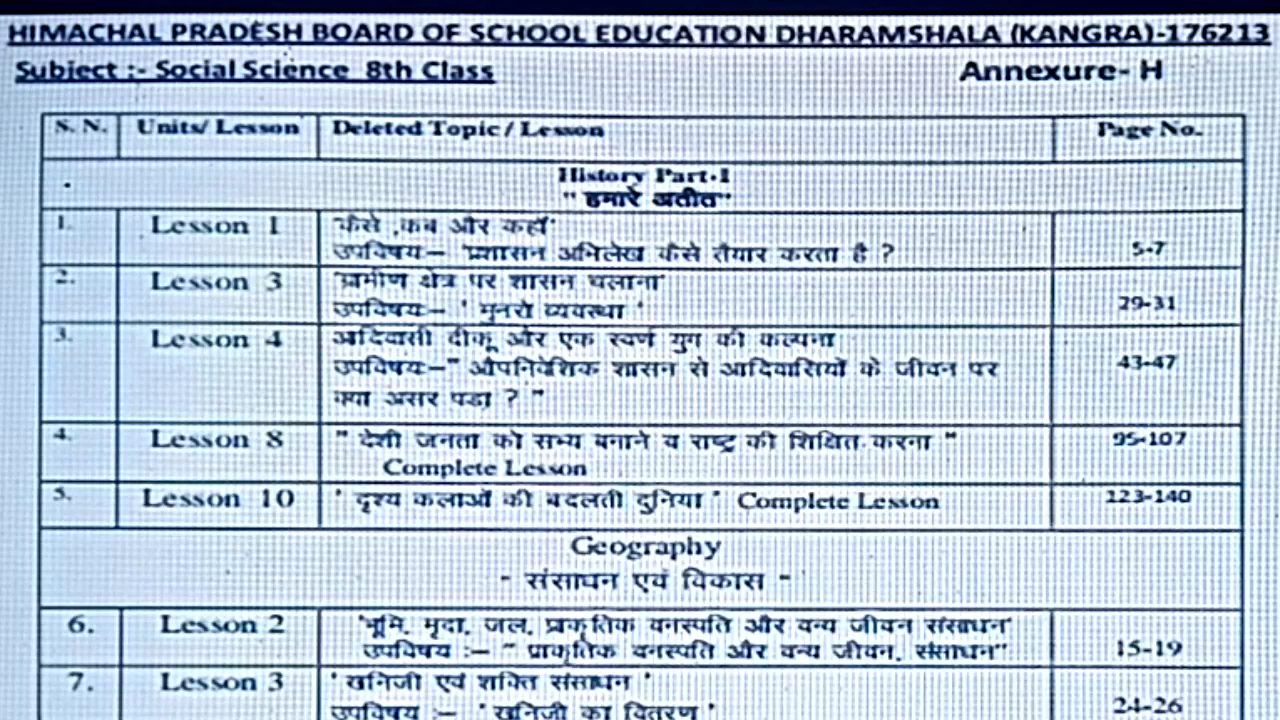 HIMACHAL PRADESH BOARD OF SCHOOL EDUCATION DHARAMSHALA (KANGRA)-176213
Subject :- Social Science 8th Class Annexure- H
S. N. Units/ Lesson Deleted Topic / Lesson Page No.
History Part-I
" हमारे अतीत"
1. Lesson 1 'कैसे ,कब और कहाँ'
उपविषय:– 'प्रशासन अभिलेख कैसे तैयार करता है ? 5-7
2. Lesson 3 'ग्रामीण क्षेत्र पर शासन चलाना'
उपविषय:– ' मुनरो व्यवस्था ' 29-31
3. Lesson 4 आदिवासी दीकू और एक स्वर्ण युग की कल्पना
उपविषय:–" औपनिवेशिक शासन से आदिवासियों के जीवन पर 43-47
क्या असर पडा ? "
4. Lesson 8 " देशी जनता को सभ्य बनाने व राष्ट्र की शिक्षित करना " 95-107
Complete Lesson
5. Lesson 10 ' दृश्य कलाओं की बदलती दुनिया ' Complete Lesson 123-140
Geography
- संसाधन एवं विकास -
6. Lesson 2 'भूमि, मृदा, जल, प्राकृतिक वनस्पति और वन्य जीवन संसाधन'
उपविषय :– " प्राकृतिक वनस्पति और वन्य जीवन, संसाधन" 15-19
7. Lesson 3 ' खनिजी एवं शक्ति संसाधन '
उपविषय :– ' खनिजी का वितरण ' 24-26